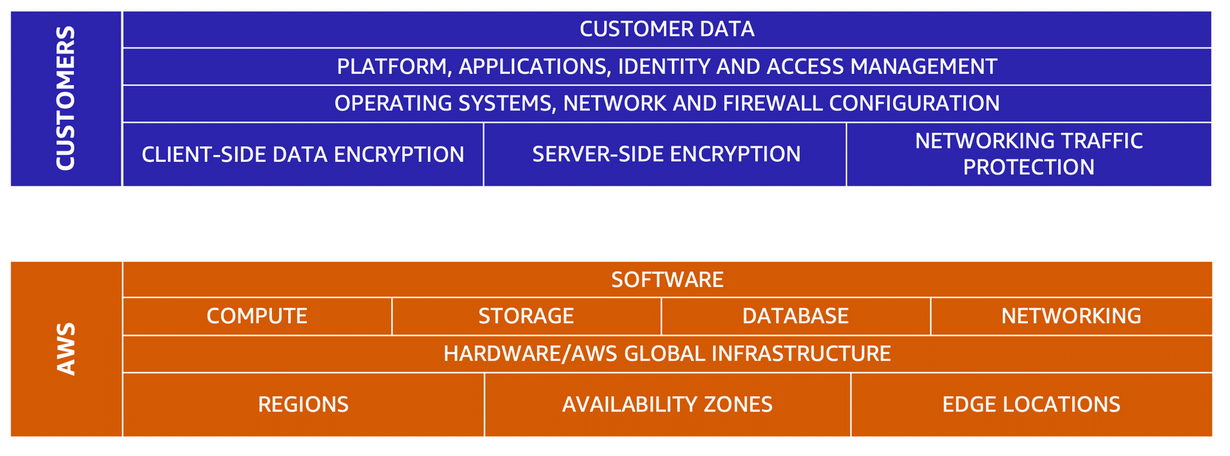 CUSTOMERS
CUSTOMER DATA
PLATFORM, APPLICATIONS, IDENTITY AND ACCESS MANAGEMENT
OPERATING SYSTEMS, NETWORK AND FIREWALL CONFIGURATION
CLIENT-SIDE DATA ENCRYPTION
SERVER-SIDE ENCRYPTION
NETWORKING TRAFFIC
PROTECTION
AWS
SOFTWARE
COMPUTE
STORAGE
DATABASE
NETWORKING
HARDWARE/AWS GLOBAL INFRASTRUCTURE
REGIONS
AVAILABILITY ZONES
EDGE LOCATIONS